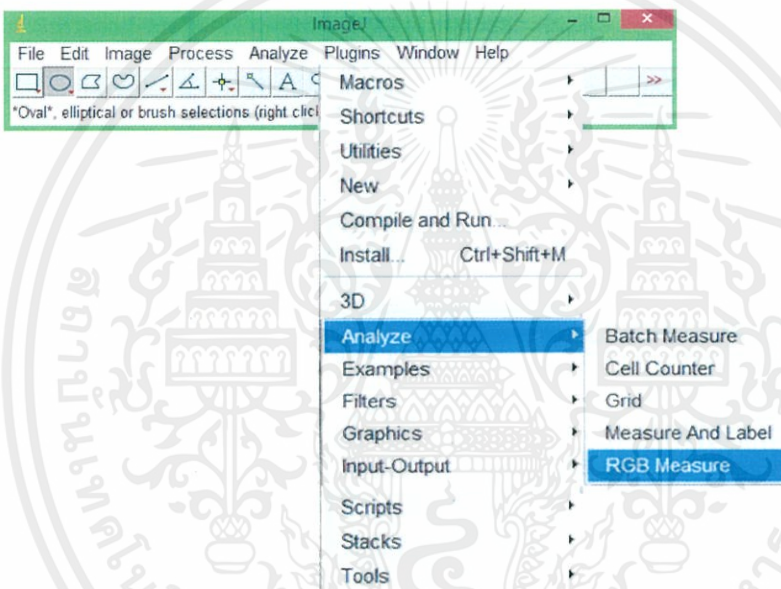 ImageJ
File Edit Image Process Analyze Plugins Window Help
>>
*Oval*, elliptical or brush selections (right clic
Macros
Shortcuts
Utilities
New
Compile and Run...
Install... Ctrl+Shift+M
3D
Analyze
Examples
Filters
Graphics
Input-Output
Scripts
Stacks
Tools
Batch Measure
Cell Counter
Grid
Measure And Label
RGB Measure